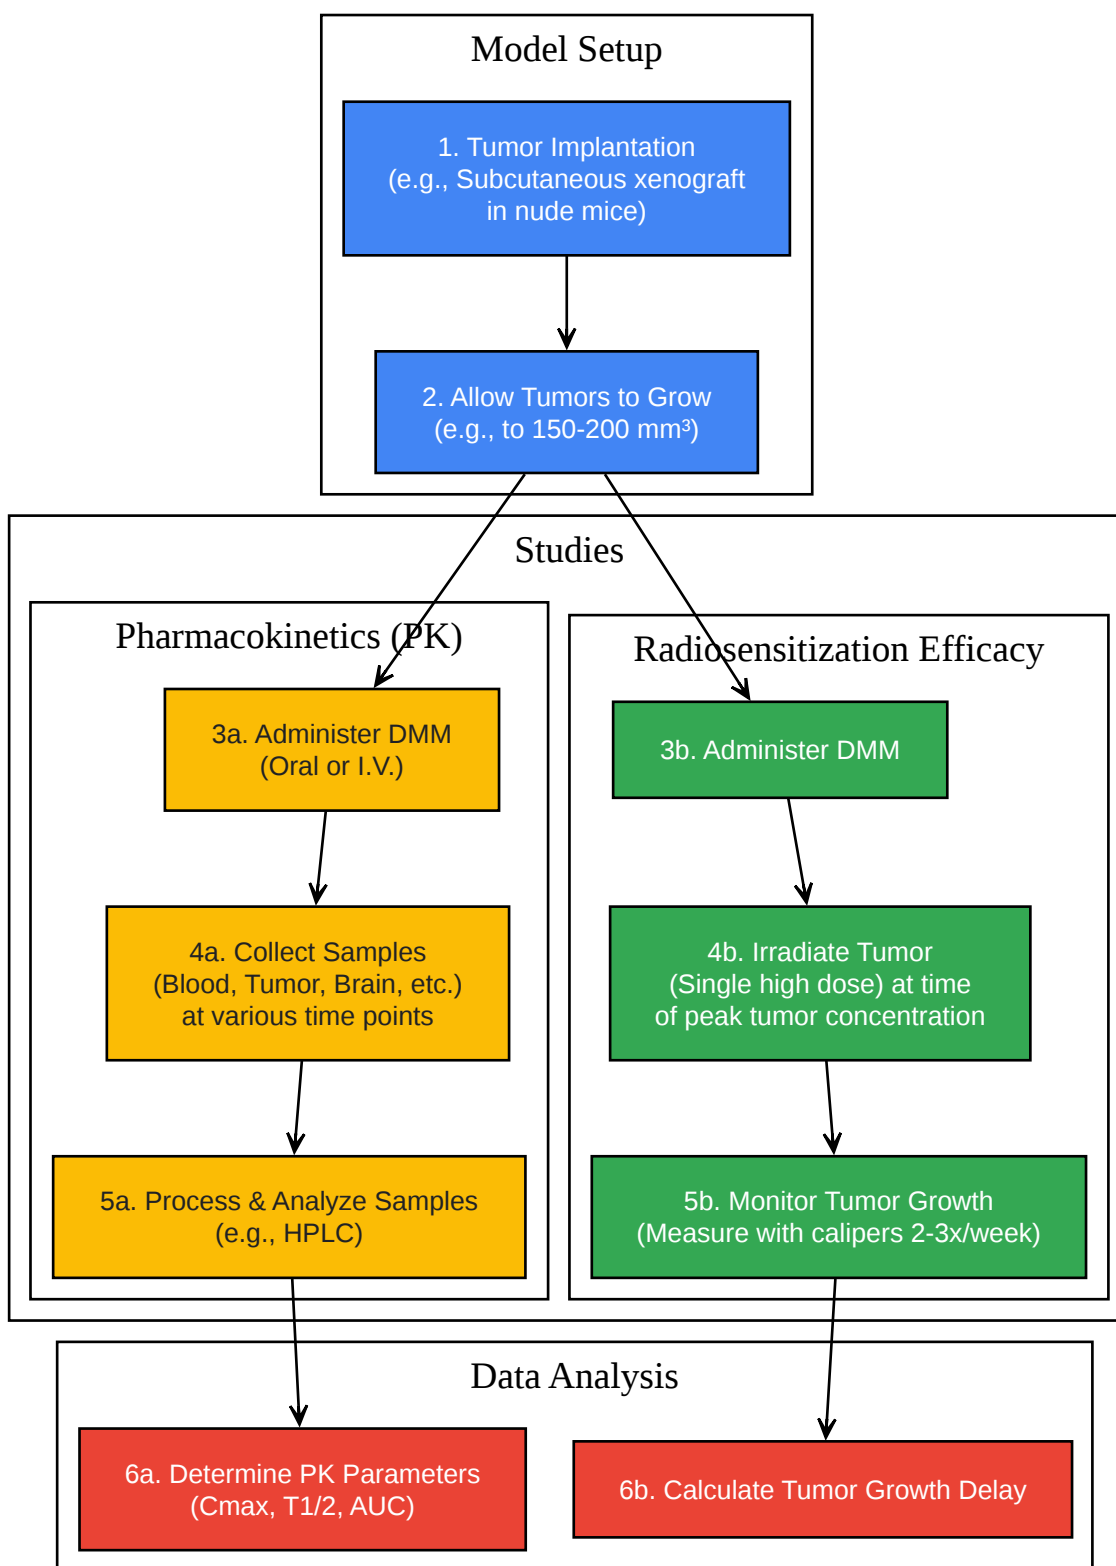 Model Setup
1. Tumor Implantation
(e.g., Subcutaneous xenograft
in nude mice)
2. Allow Tumors to Grow
(e.g., to 150-200 mm³)
Studies
Pharmacokinetics (PK)
3a. Administer DMM
(Oral or I.V.)
4a. Collect Samples
(Blood, Tumor, Brain, etc.)
at various time points
5a. Process & Analyze Samples
(e.g., HPLC)
Radiosensitization Efficacy
3b. Administer DMM
4b. Irradiate Tumor
(Single high dose) at time
of peak tumor concentration
5b. Monitor Tumor Growth
(Measure with calipers 2-3x/week)
Data Analysis
6a. Determine PK Parameters
(Cmax, T1/2, AUC)
6b. Calculate Tumor Growth Delay